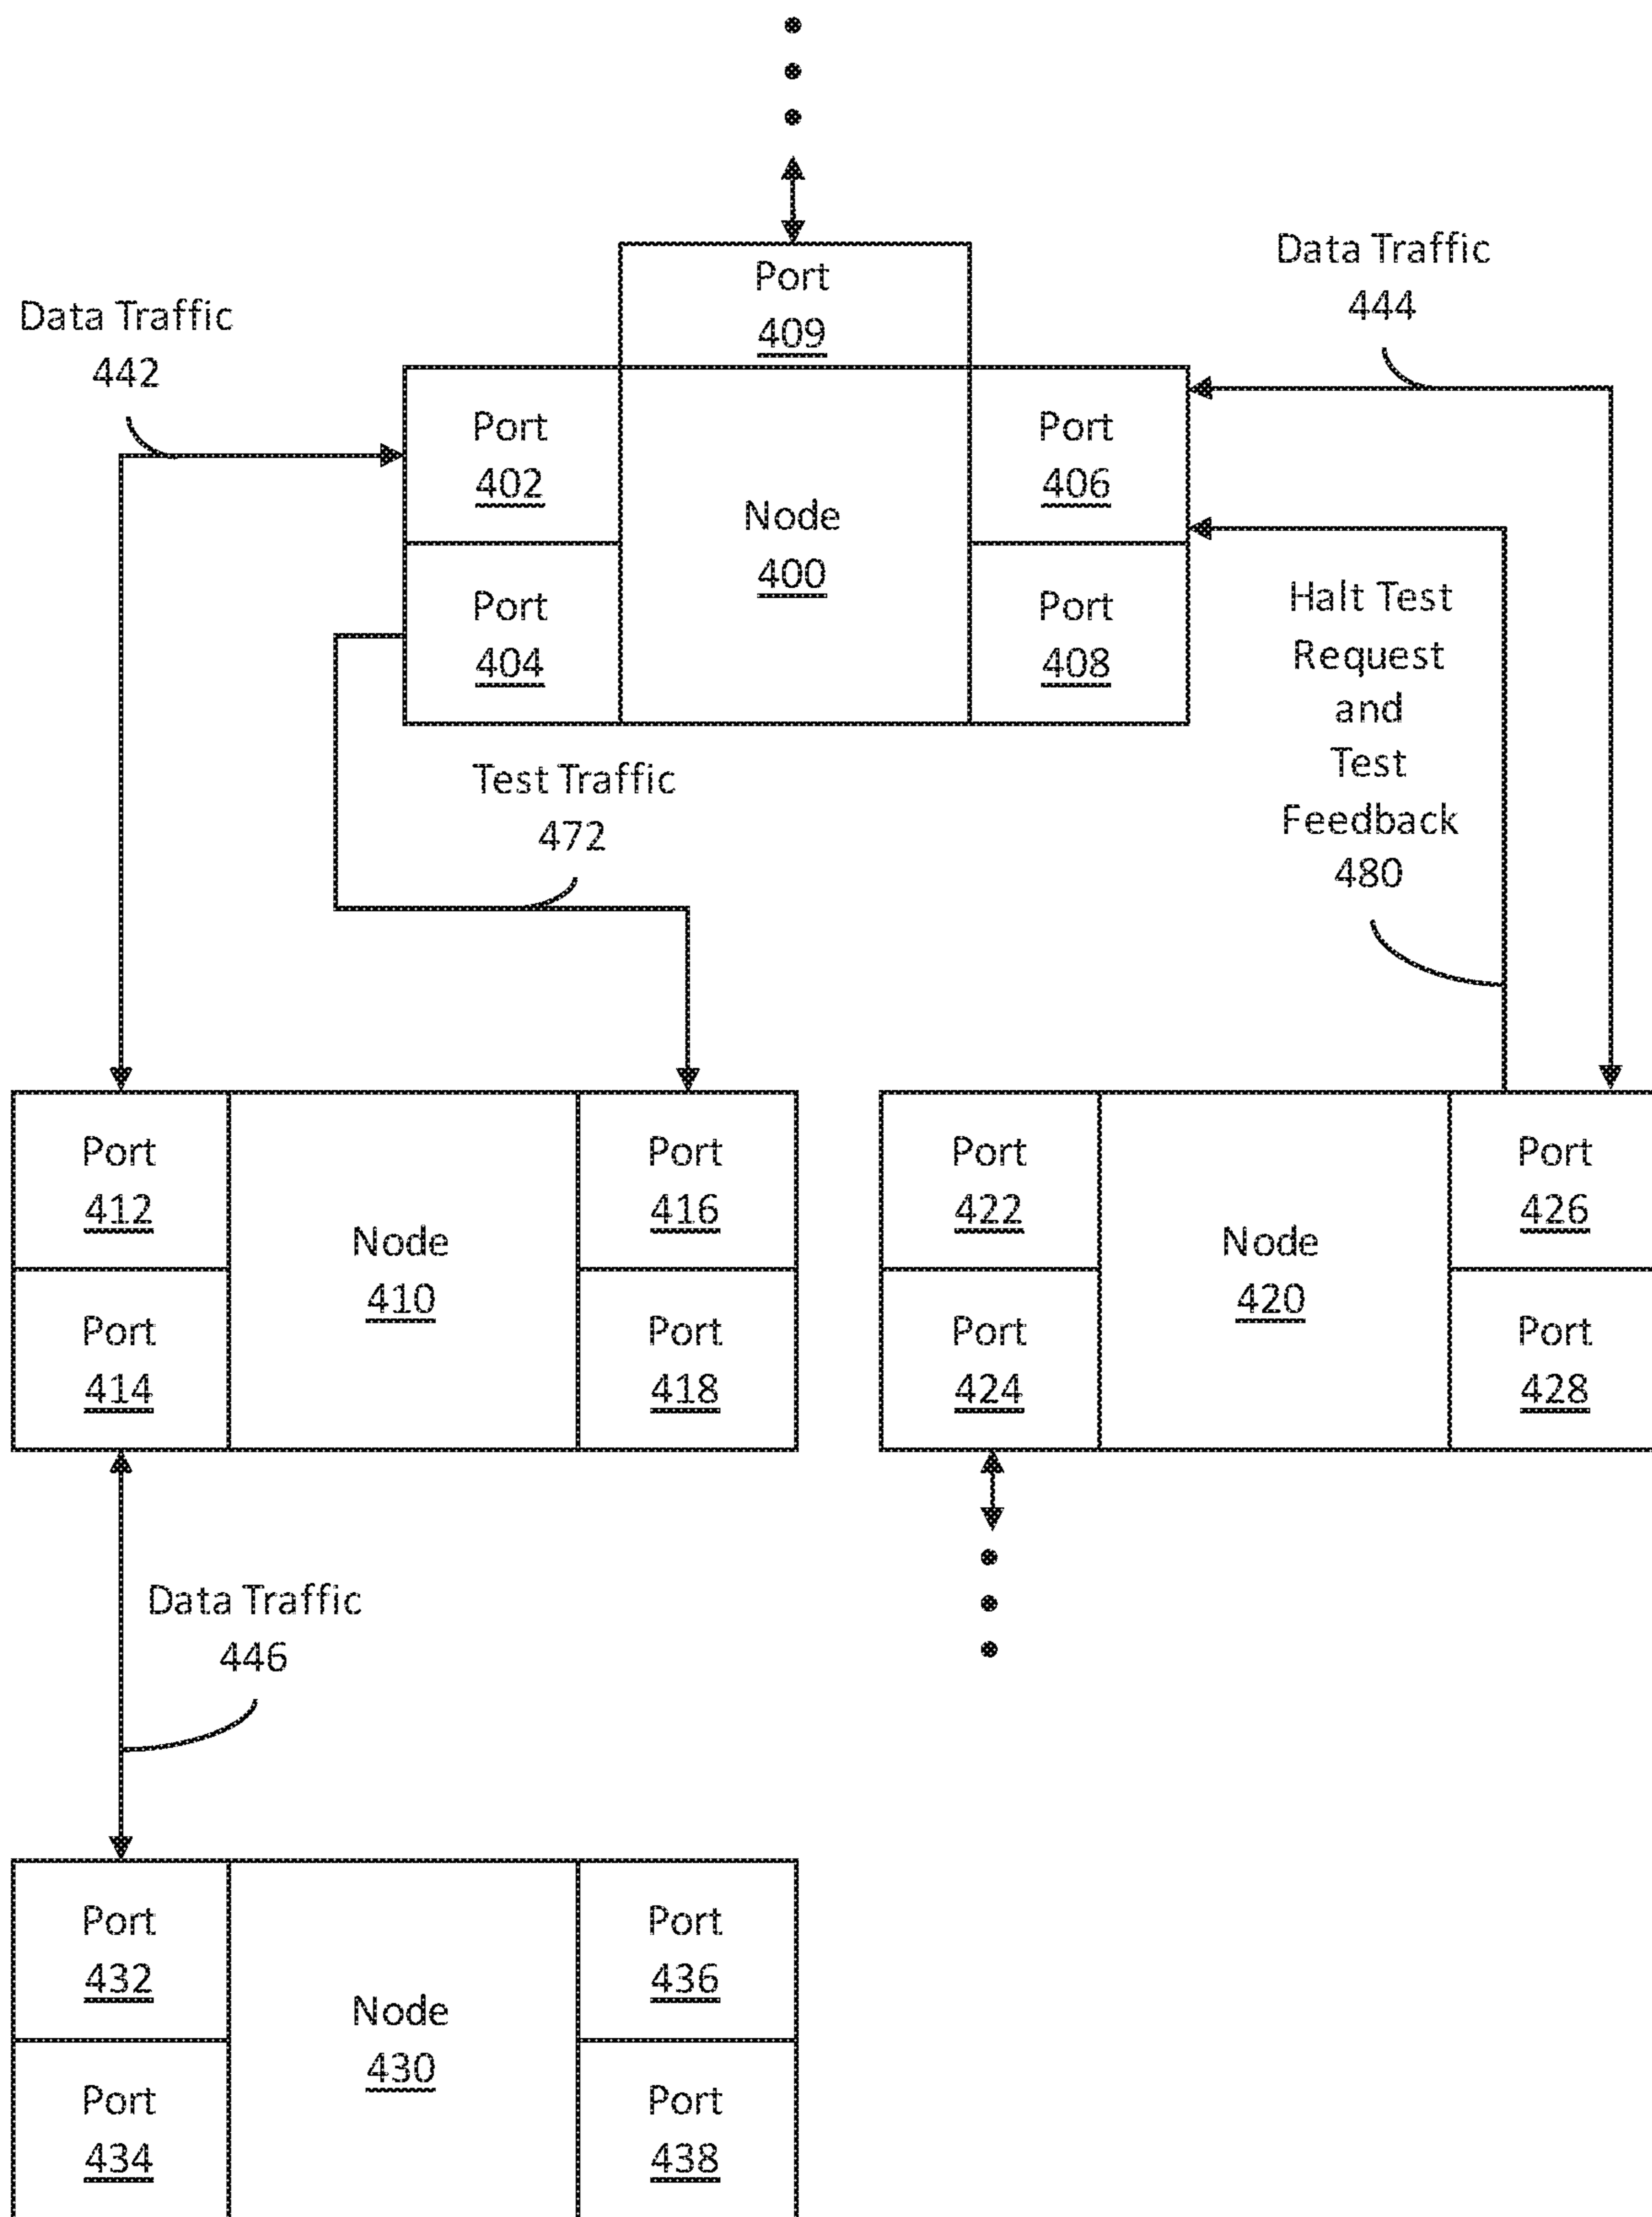 Port
409
Data Traffic
444
Data Traffic
442
Port
402
Node
400
Port
406
Port
404
Port
408
Halt Test
Request
and
Test
Feedback
480
Test Traffic
472
Port
412
Node
410
Port
416
Port
414
Port
418
Port
422
Node
420
Port
426
Port
424
Port
428
Data Traffic
446
Port
432
Node
430
Port
436
Port
434
Port
438